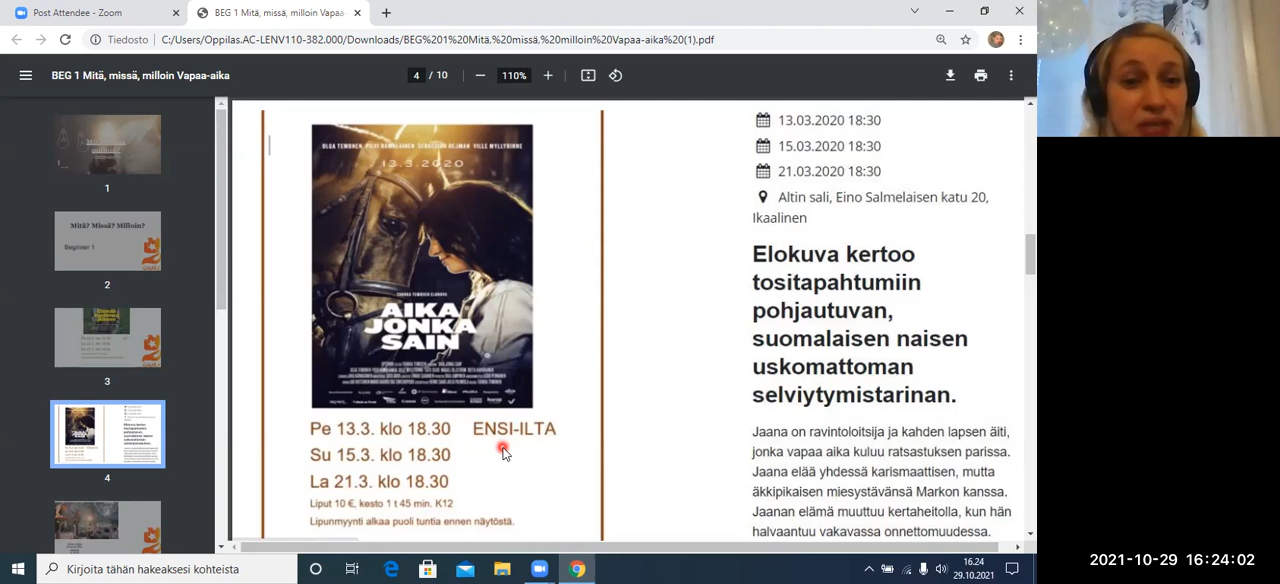 Post Attendee - Zoom
BEG 1 Mitä, missä, milloin Vapaa-
Tiedosto
C:/Users/Oppilas.AC-LENV110-382.000/Downloads/BEG%201%20Mitä,%20missä,%20milloin%20Vapaa-aika%20(1).pdf
BEG 1 Mitä, missä, milloin Vapaa-aika
4 / 10
110%
1
Mitä? Missä? Milloin?
Beginner 1
2
3
4
OLGA TEMONEN, VILLE MYLLYRINNE
13.3.2020
AIKA
JONKA
SAIN
Pe 13.3. klo 18.30 ENSI-ILTA
Su 15.3. klo 18.30
La 21.3. klo 18.30
Liput 10 €, kesto 1 t 45 min. K12
Lipunmyynti alkaa puoli tuntia ennen näytöstä.
13.03.2020 18:30
15.03.2020 18:30
21.03.2020 18:30
Altin sali, Eino Salmelaisen katu 20,
Ikaalinen
Elokuva kertoo
tositapahtumiin
pohjautuvan,
suomalaisen naisen
uskomattoman
selviytymistarinan.
Jaana on ravintoloitsija ja kahden lapsen äiti,
jonka vapaa aika kuluu ratsastuksen parissa.
Jaana elää yhdessä karismaattisen, mutta
äkkipikaisen miesystävänsä Markon kanssa.
Jaanan elämä muuttuu kertaheitolla, kun hän
halvaantuu vakavassa onnettomuudessa.
Kirjoita tähän hakeaksesi kohteista
16.24
29.10.2021
2021-10-29 16:24:02